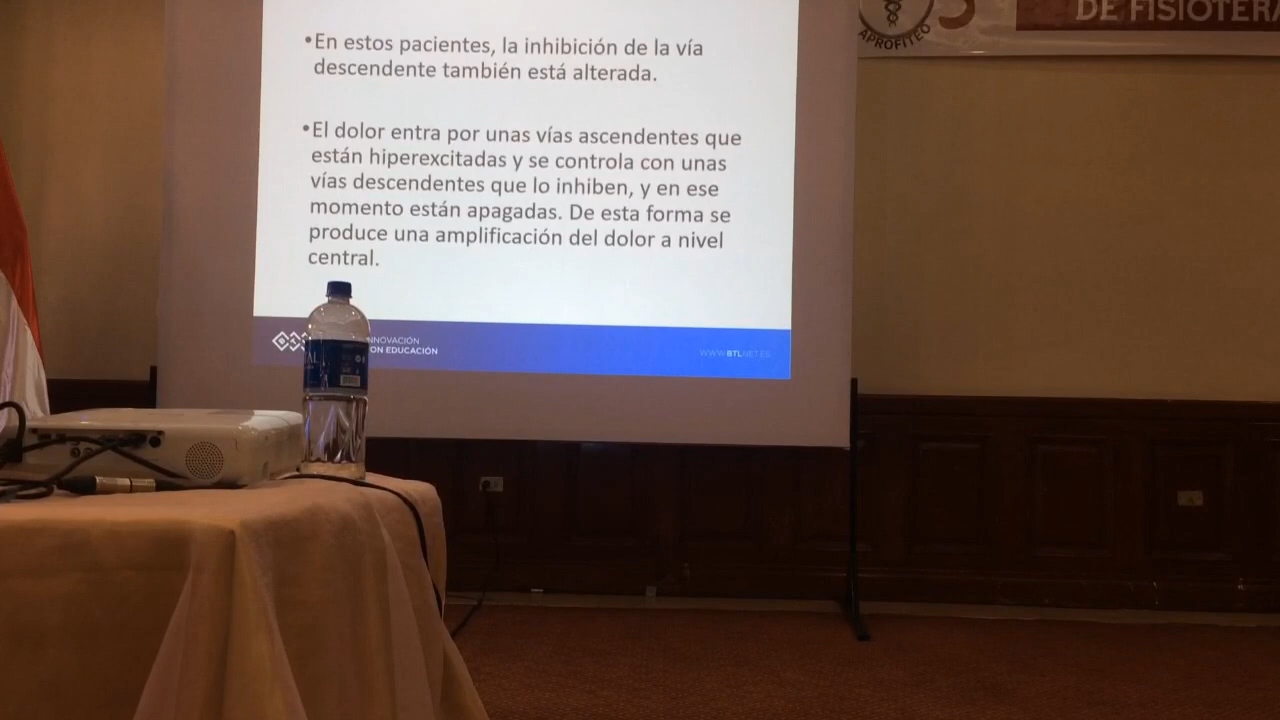 •En estos pacientes, la inhibición de la vía
descendente también está alterada.
•El dolor entra por unas vías ascendentes que
están hiperexcitadas y se controla con unas
vías descendentes que lo inhiben, y en ese
momento están apagadas. De esta forma se
produce una amplificación del dolor a nivel
central.
NNOVACIÓN
ON EDUCACIÓN
WWW.BTLNET.ES
DE FISIOTERA
APROFITEO